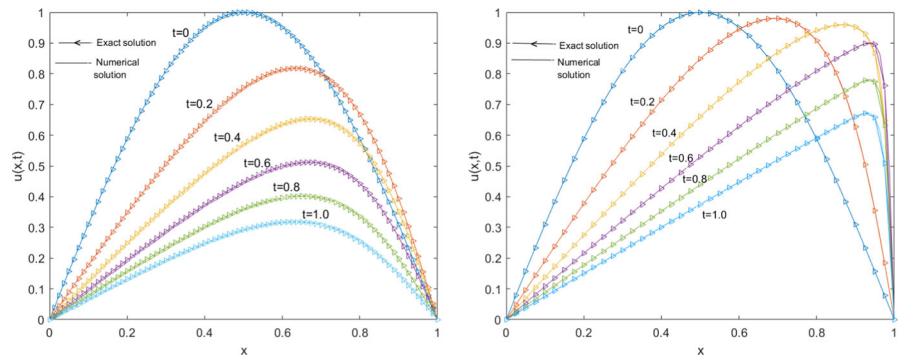 1
0.9
0.8
0.7
0.6
0.5
0.4
0.3
0.2
0.1
0
u(x,t)
Exact solution
Numerical
solution
t=0
t=0.2
t=0.4
t=0.6
t=0.8
t=1.0
0 0.2 0.4 0.6 0.8 1
x
1
0.9
0.8
0.7
0.6
0.5
0.4
0.3
0.2
0.1
0
u(x,t)
Exact solution
Numerical
solution
t=0
t=0.2
t=0.4
t=0.6
t=0.8
t=1.0
0 0.2 0.4 0.6 0.8 1
x